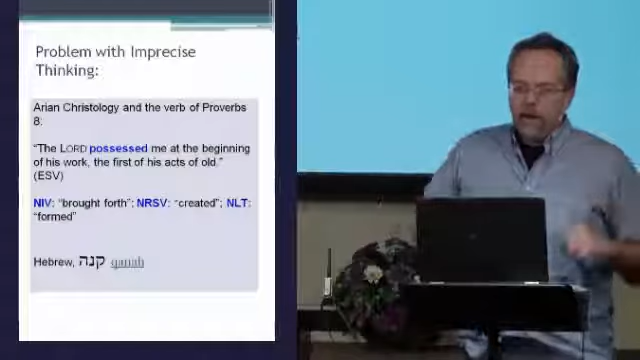 Problem with Imprecise
Thinking:
Arian Christology and the verb of Proverbs
8:
“The LORD possessed me at the beginning
of his work, the first of his acts of old.”
(ESV)
NIV: “brought forth”; NRSV: “created”; NLT:
“formed”
Hebrew, קנה qanah